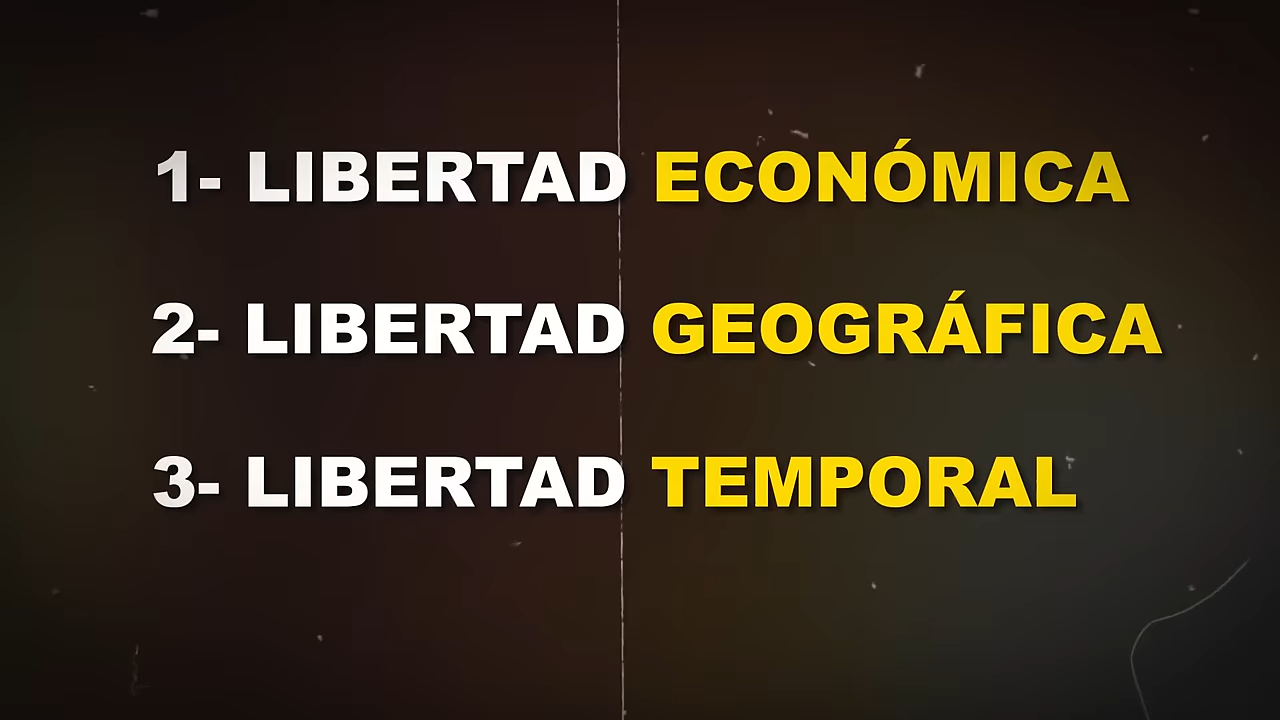 1- LIBERTAD ECONÓMICA
2- LIBERTAD GEOGRÁFICA
3- LIBERTAD TEMPORAL